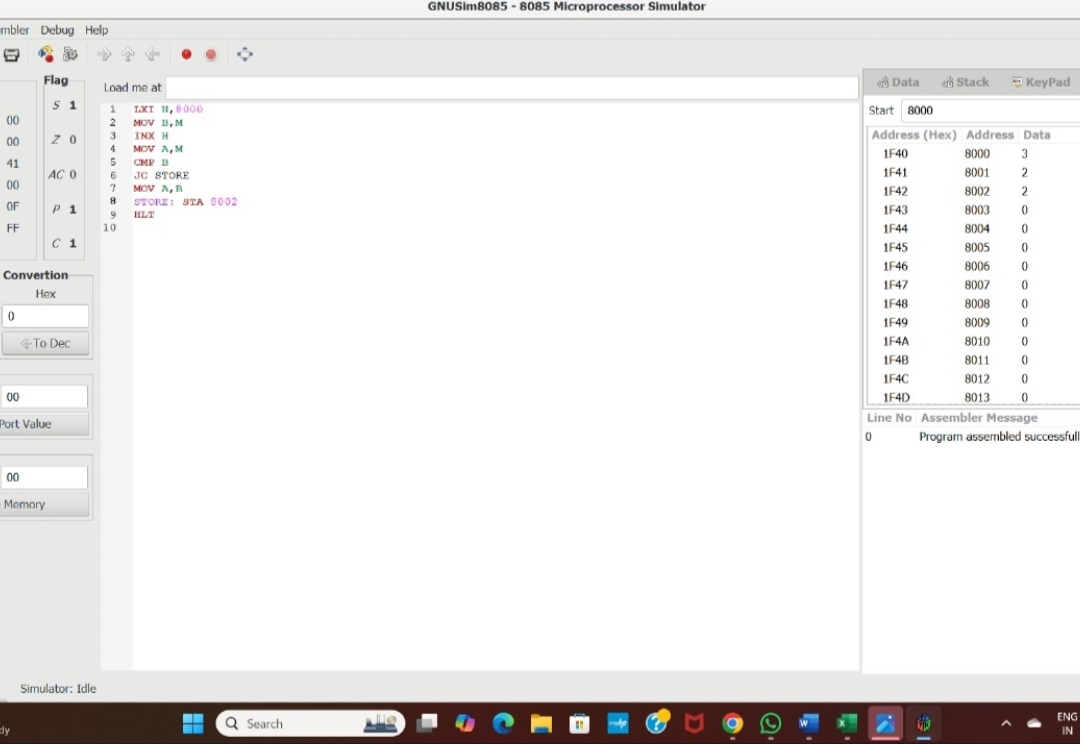 GNUSim8085 - 8085 Microprocessor Simulator
mbler Debug Help
Flag
S 1
Z 0
AC 0
P 1
C 1
00
00
41
00
0F
FF
Convertion
Hex
0
To Dec
00
Port Value
00
Memory
Load me at
1 LXI H,8000
2 MOV B,M
3 INX H
4 MOV A,M
5 CMP B
6 JC STORE
7 MOV A,B
8 STORE: STA 8002
9 HLT
10
Data Stack KeyPad
Start 8000
Address (Hex) Address Data
1F40 8000 3
1F41 8001 2
1F42 8002 2
1F43 8003 0
1F44 8004 0
1F45 8005 0
1F46 8006 0
1F47 8007 0
1F48 8008 0
1F49 8009 0
1F4A 8010 0
1F4B 8011 0
1F4C 8012 0
1F4D 8013 0
Line No Assembler Message
0 Program assembled successfull
Simulator: Idle
dy
Search
ENG
IN